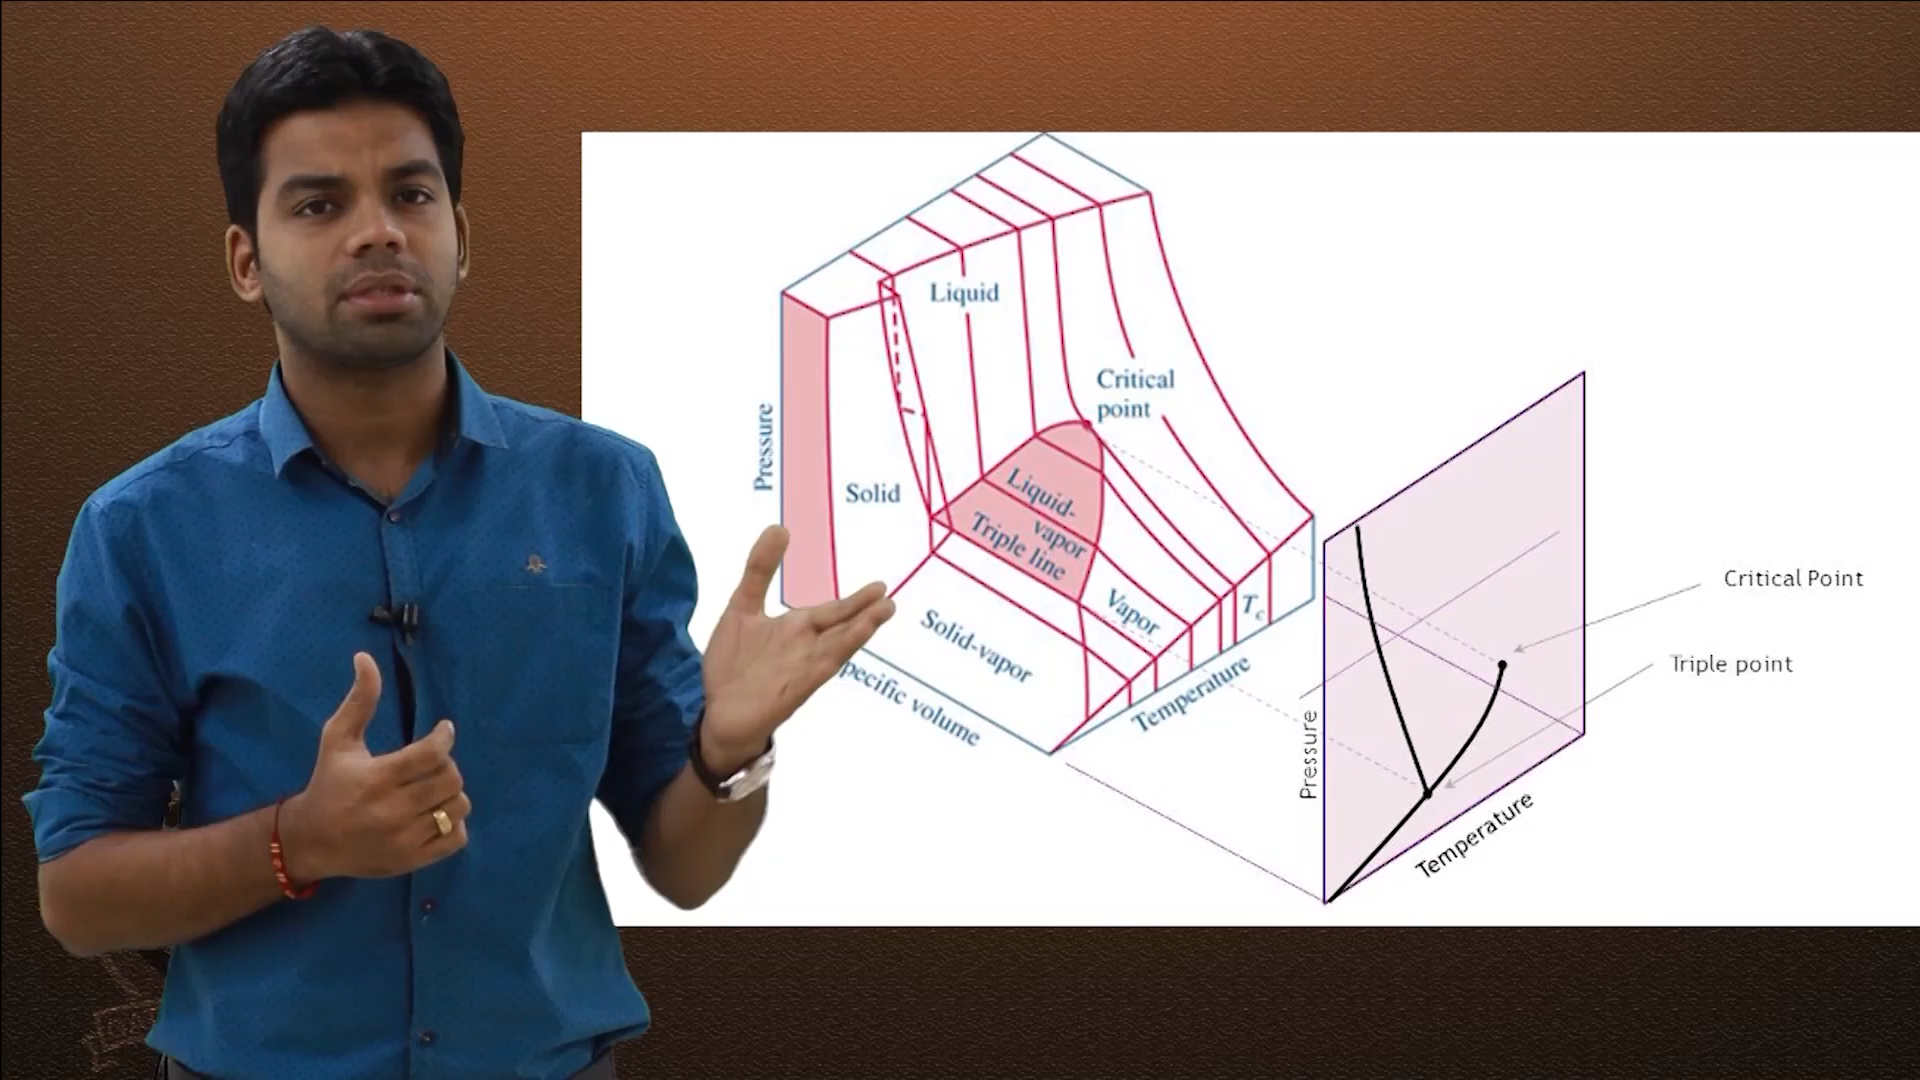 Liquid
Critical
point
Pressure
Solid
Liquid-
vapor
Triple line
Vapor
T c
Solid-vapor
pecific volume
Temperature
Critical Point
Triple point
Pressure
Temperature